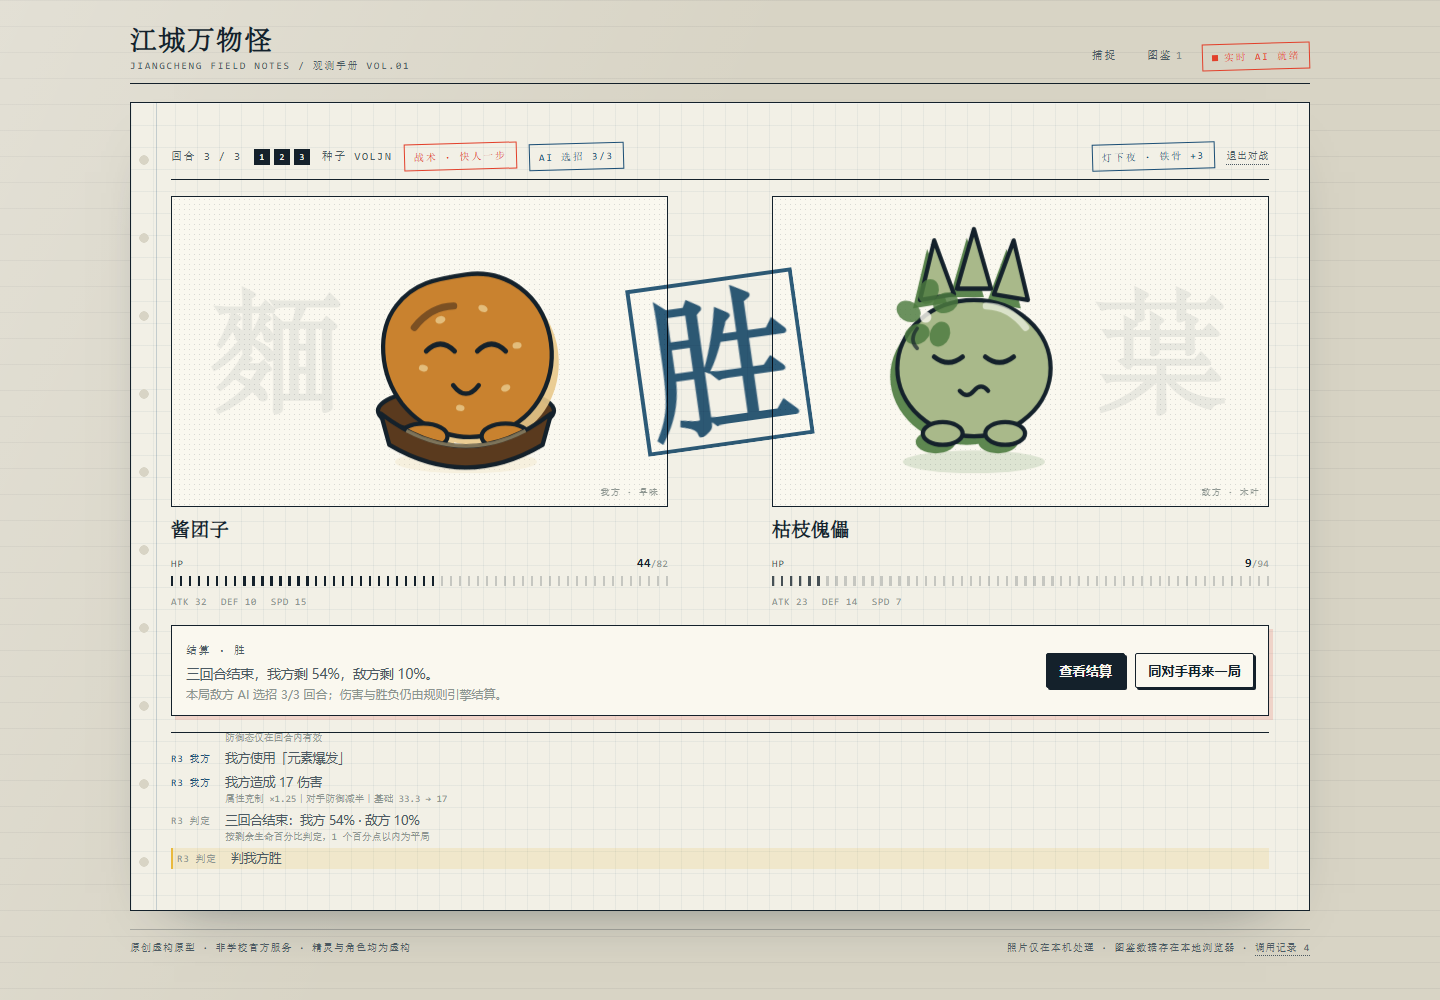 江城万物怪
JIANGCHENG FIELD NOTES / 观测手册 VOL.01
捕捉 图鉴 1 实时 AI 就绪
回合 3 / 3 1 2 3 种子 VOLJN 战术 · 快人一步 AI 选招 3/3 灯下夜 · 铁骨 +3 退出对战
麵
胜
葉
我方 · 早味
敌方 · 木叶
酱团子
HP 44/82
ATK 32 DEF 10 SPD 15
枯枝傀儡
HP 9/94
ATK 23 DEF 14 SPD 7
结算 · 胜
三回合结束，我方剩 54%，敌方剩 10%。
本局敌方 AI 选招 3/3 回合；伤害与胜负仍由规则引擎结算。
查看结算 同对手再来一局
防御态仅在回合内有效
R3 我方 我方使用「元素爆发」
R3 我方 我方造成 17 伤害
属性克制 ×1.25｜对手防御减半｜基础 33.3 → 17
R3 判定 三回合结束：我方 54% · 敌方 10%
按剩余生命百分比判定，1 个百分点以内为平局
R3 判定 判我方胜
原创虚构原型 · 非学校官方服务 · 精灵与角色均为虚构
照片仅在本机处理 · 图鉴数据存在本地浏览器 · 调用记录 4